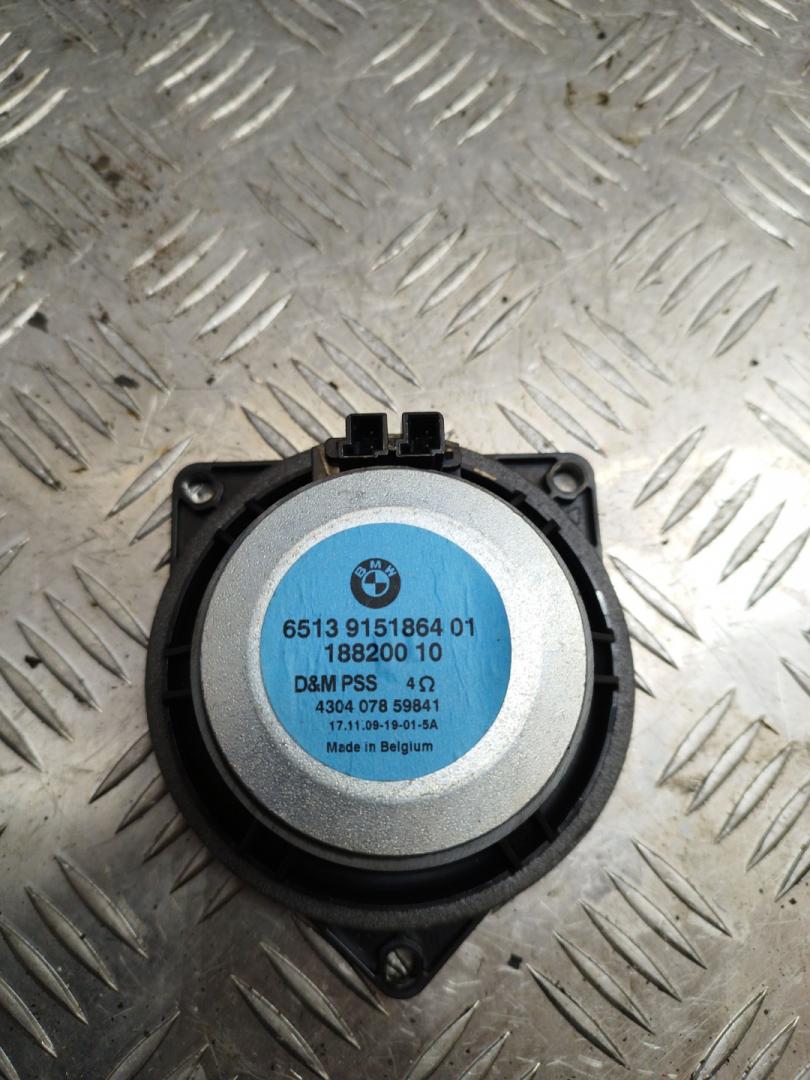 BMW
6513 9151864 01
188200 10
D&M PSS 4Ω
4304 078 59841
17.11.09-19-01-5A
Made in Belgium